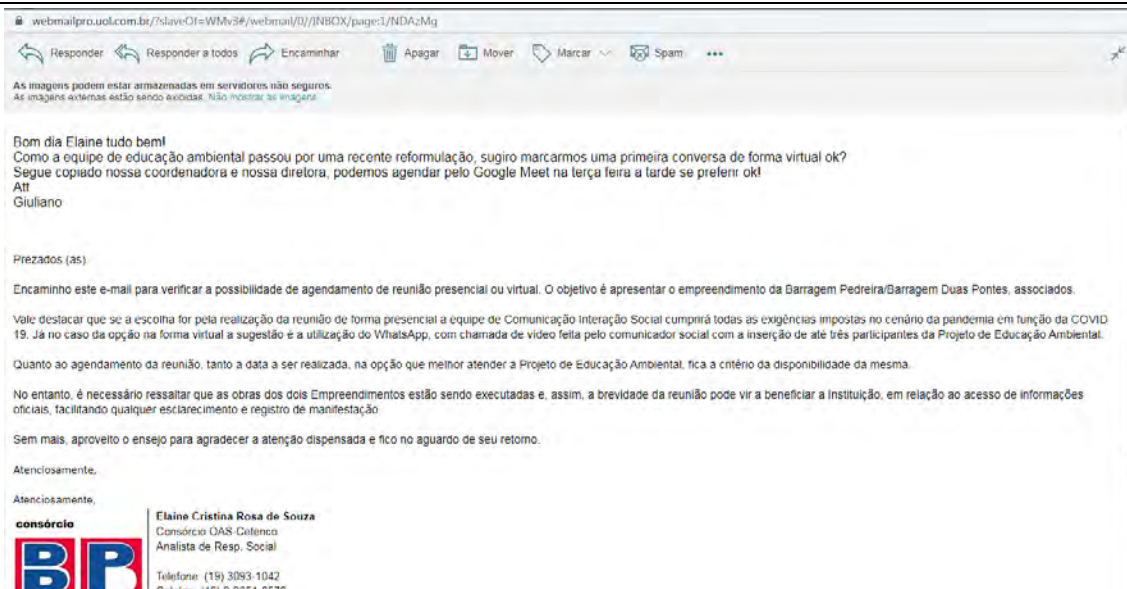 webmailpro.uol.com.br/?slaveOf=WMv3#/webmail/0//INBOX/page:1/NDAzMg
Responder Responder a todos Encaminhar Apagar Mover Marcar Spam •••
As imagens podem estar armazenadas em servidores não seguros.
As imagens externas estão sendo exibidas. Não mostrar as imagens.
Bom dia Elaine tudo bem!
Como a equipe de educação ambiental passou por uma recente reformulação, sugiro marcarmos uma primeira conversa de forma virtual ok?
Segue copiado nossa coordenadora e nossa diretora, podemos agendar pelo Google Meet na terça feira a tarde se preferir ok!
Att
Giuliano
Prezados (as).
Encaminho este e-mail para verificar a possibilidade de agendamento de reunião presencial ou virtual. O objetivo é apresentar o empreendimento da Barragem Pedreira/Barragem Duas Pontes, associados.
Vale destacar que se a escolha for pela realização da reunião de forma presencial a equipe de Comunicação Interação Social cumprirá todas as exigências impostas no cenário da pandemia em função da COVID
19. Já no caso da opção na forma virtual a sugestão é a utilização do WhatsApp, com chamada de vídeo feita pelo comunicador social com a inserção de até três participantes da Projeto de Educação Ambiental.
Quanto ao agendamento da reunião, tanto a data a ser realizada, na opção que melhor atender a Projeto de Educação Ambiental, fica a critério da disponibilidade da mesma.
No entanto, é necessário ressaltar que as obras dos dois Empreendimentos estão sendo executadas e, assim, a brevidade da reunião pode vir a beneficiar a Instituição, em relação ao acesso de informações
oficiais, facilitando qualquer esclarecimento e registro de manifestação
Sem mais, aproveito o ensejo para agradecer a atenção dispensada e fico no aguardo de seu retorno.
Atenciosamente,
Atenciosamente,
consórcio
BP
Elaine Cristina Rosa de Souza
Consórcio OAS-Cetenco
Analista de Resp. Social
Telefone: (19) 3093-1042